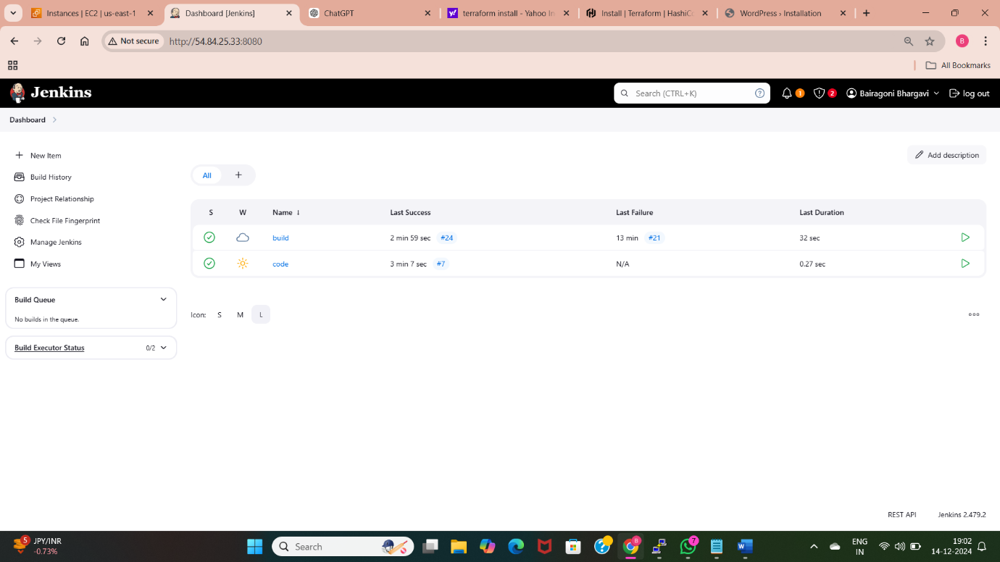 Instances | EC2 | us-east-1
Dashboard [Jenkins]
ChatGPT
terraform install - Yahoo In
Install | Terraform | HashiC
WordPress › Installation
Not secure
http://54.84.25.33:8080
B
All Bookmarks
Jenkins
Search (CTRL+K)
?
1
2
Bairagoni Bhargavi
log out
Dashboard
New Item
Build History
Project Relationship
Check File Fingerprint
Manage Jenkins
My Views
Build Queue
No builds in the queue.
Build Executor Status
0/2
Add description
All
+
S W Name ↓ Last Success Last Failure Last Duration
build 2 min 59 sec #24 13 min #21 32 sec
code 3 min 7 sec #7 N/A 0.27 sec
Icon: S M L
REST API
Jenkins 2.479.2
5
JPY/INR
-0.73%
Search
B
7
ENG
IN
19:02
14-12-2024